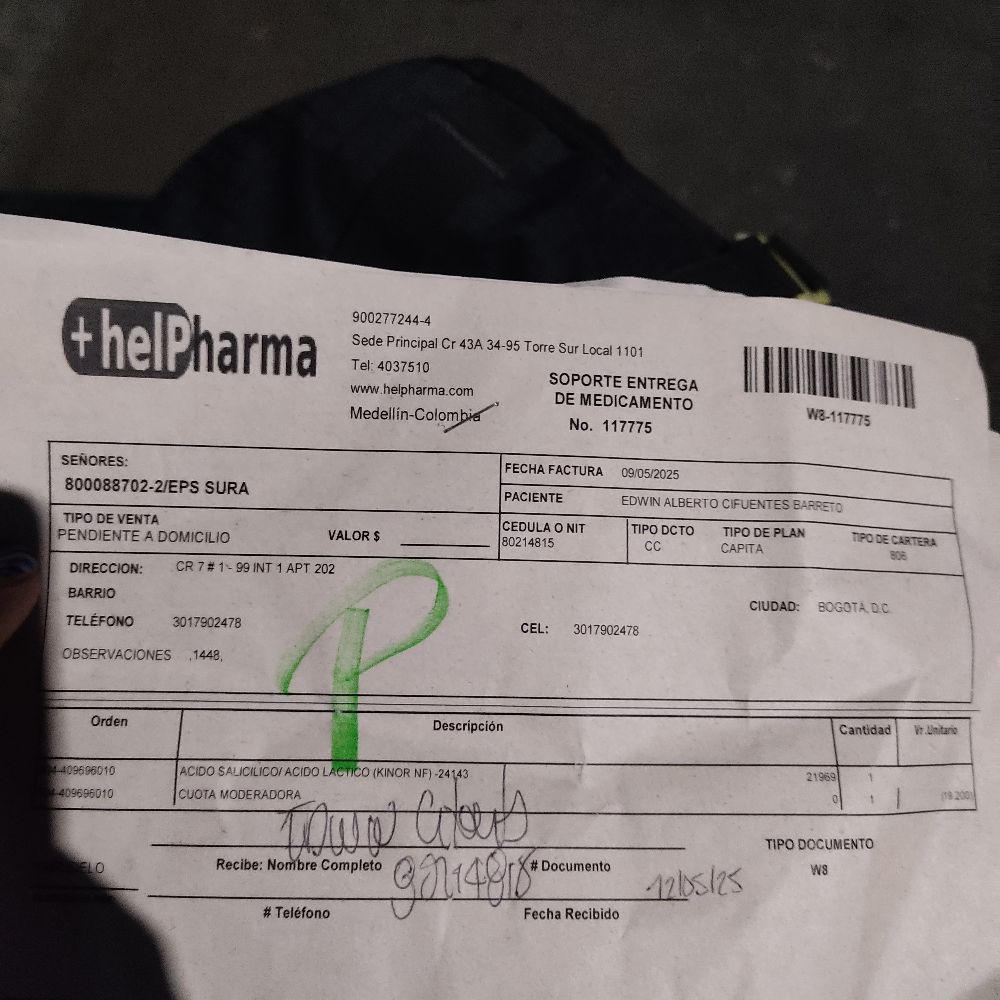 +helPharma
900277244-4
Sede Principal Cr 43A 34-95 Torre Sur Local 1101
Tel: 4037510
www.helpharma.com
Medellín-Colombia
SOPORTE ENTREGA
DE MEDICAMENTO
No. 117775
W8-117775
SEÑORES:
800088702-2/EPS SURA
FECHA FACTURA 09/05/2025
PACIENTE EDWIN ALBERTO CIFUENTES BARRETO
TIPO DE VENTA
PENDIENTE A DOMICILIO
VALOR $
CEDULA O NIT
80214815
TIPO DCTO
CC
TIPO DE PLAN
CAPITA
TIPO DE CARTERA
806
DIRECCION: CR 7 # 1 - 99 INT 1 APT 202
BARRIO
CIUDAD: BOGOTA, D.C.
TELÉFONO 3017902478
CEL: 3017902478
OBSERVACIONES ,1448,
P
Orden Descripción Cantidad Vr.Unitario
4-409696010 ACIDO SALICILICO/ ACIDO LACTICO (KINOR NF) -24143 21969 1
4-409696010 CUOTA MODERADORA 0 1 (19.200)
TIPO DOCUMENTO
W8
Recibe: Nombre Completo # Documento
12/05/25
# Teléfono Fecha Recibido